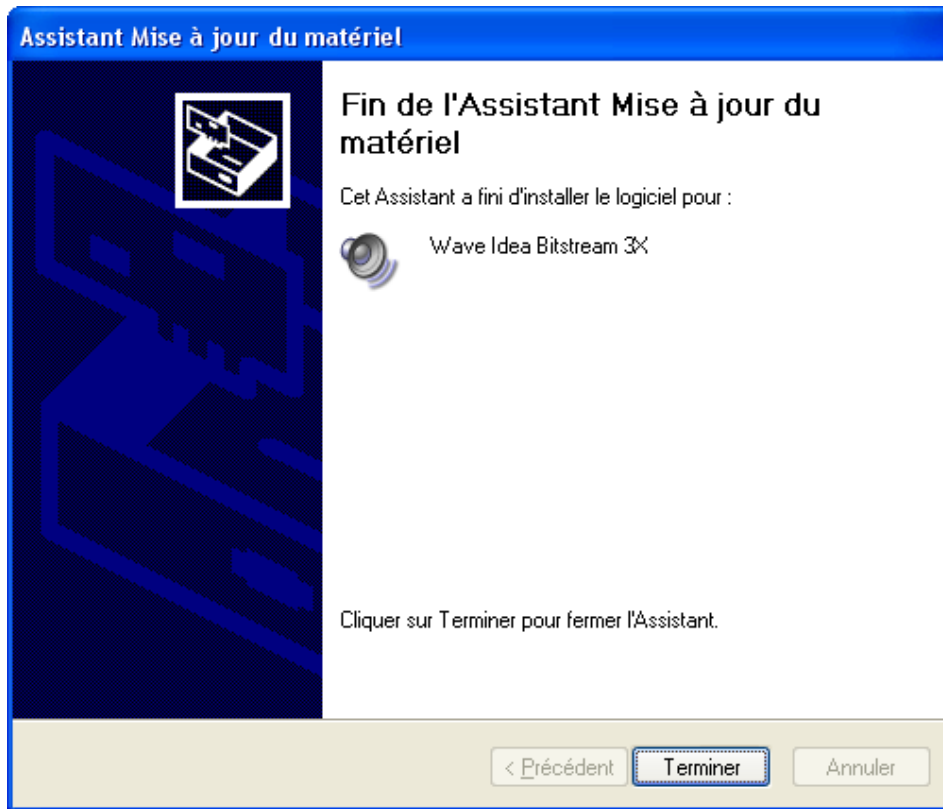 Assistant Mise à jour du matériel
Fin de l'Assistant Mise à jour du
matériel
Cet Assistant a fini d'installer le logiciel pour :
Wave Idea Bitstream 3X
Cliquer sur Terminer pour fermer l'Assistant.
< Précédent Terminer Annuler